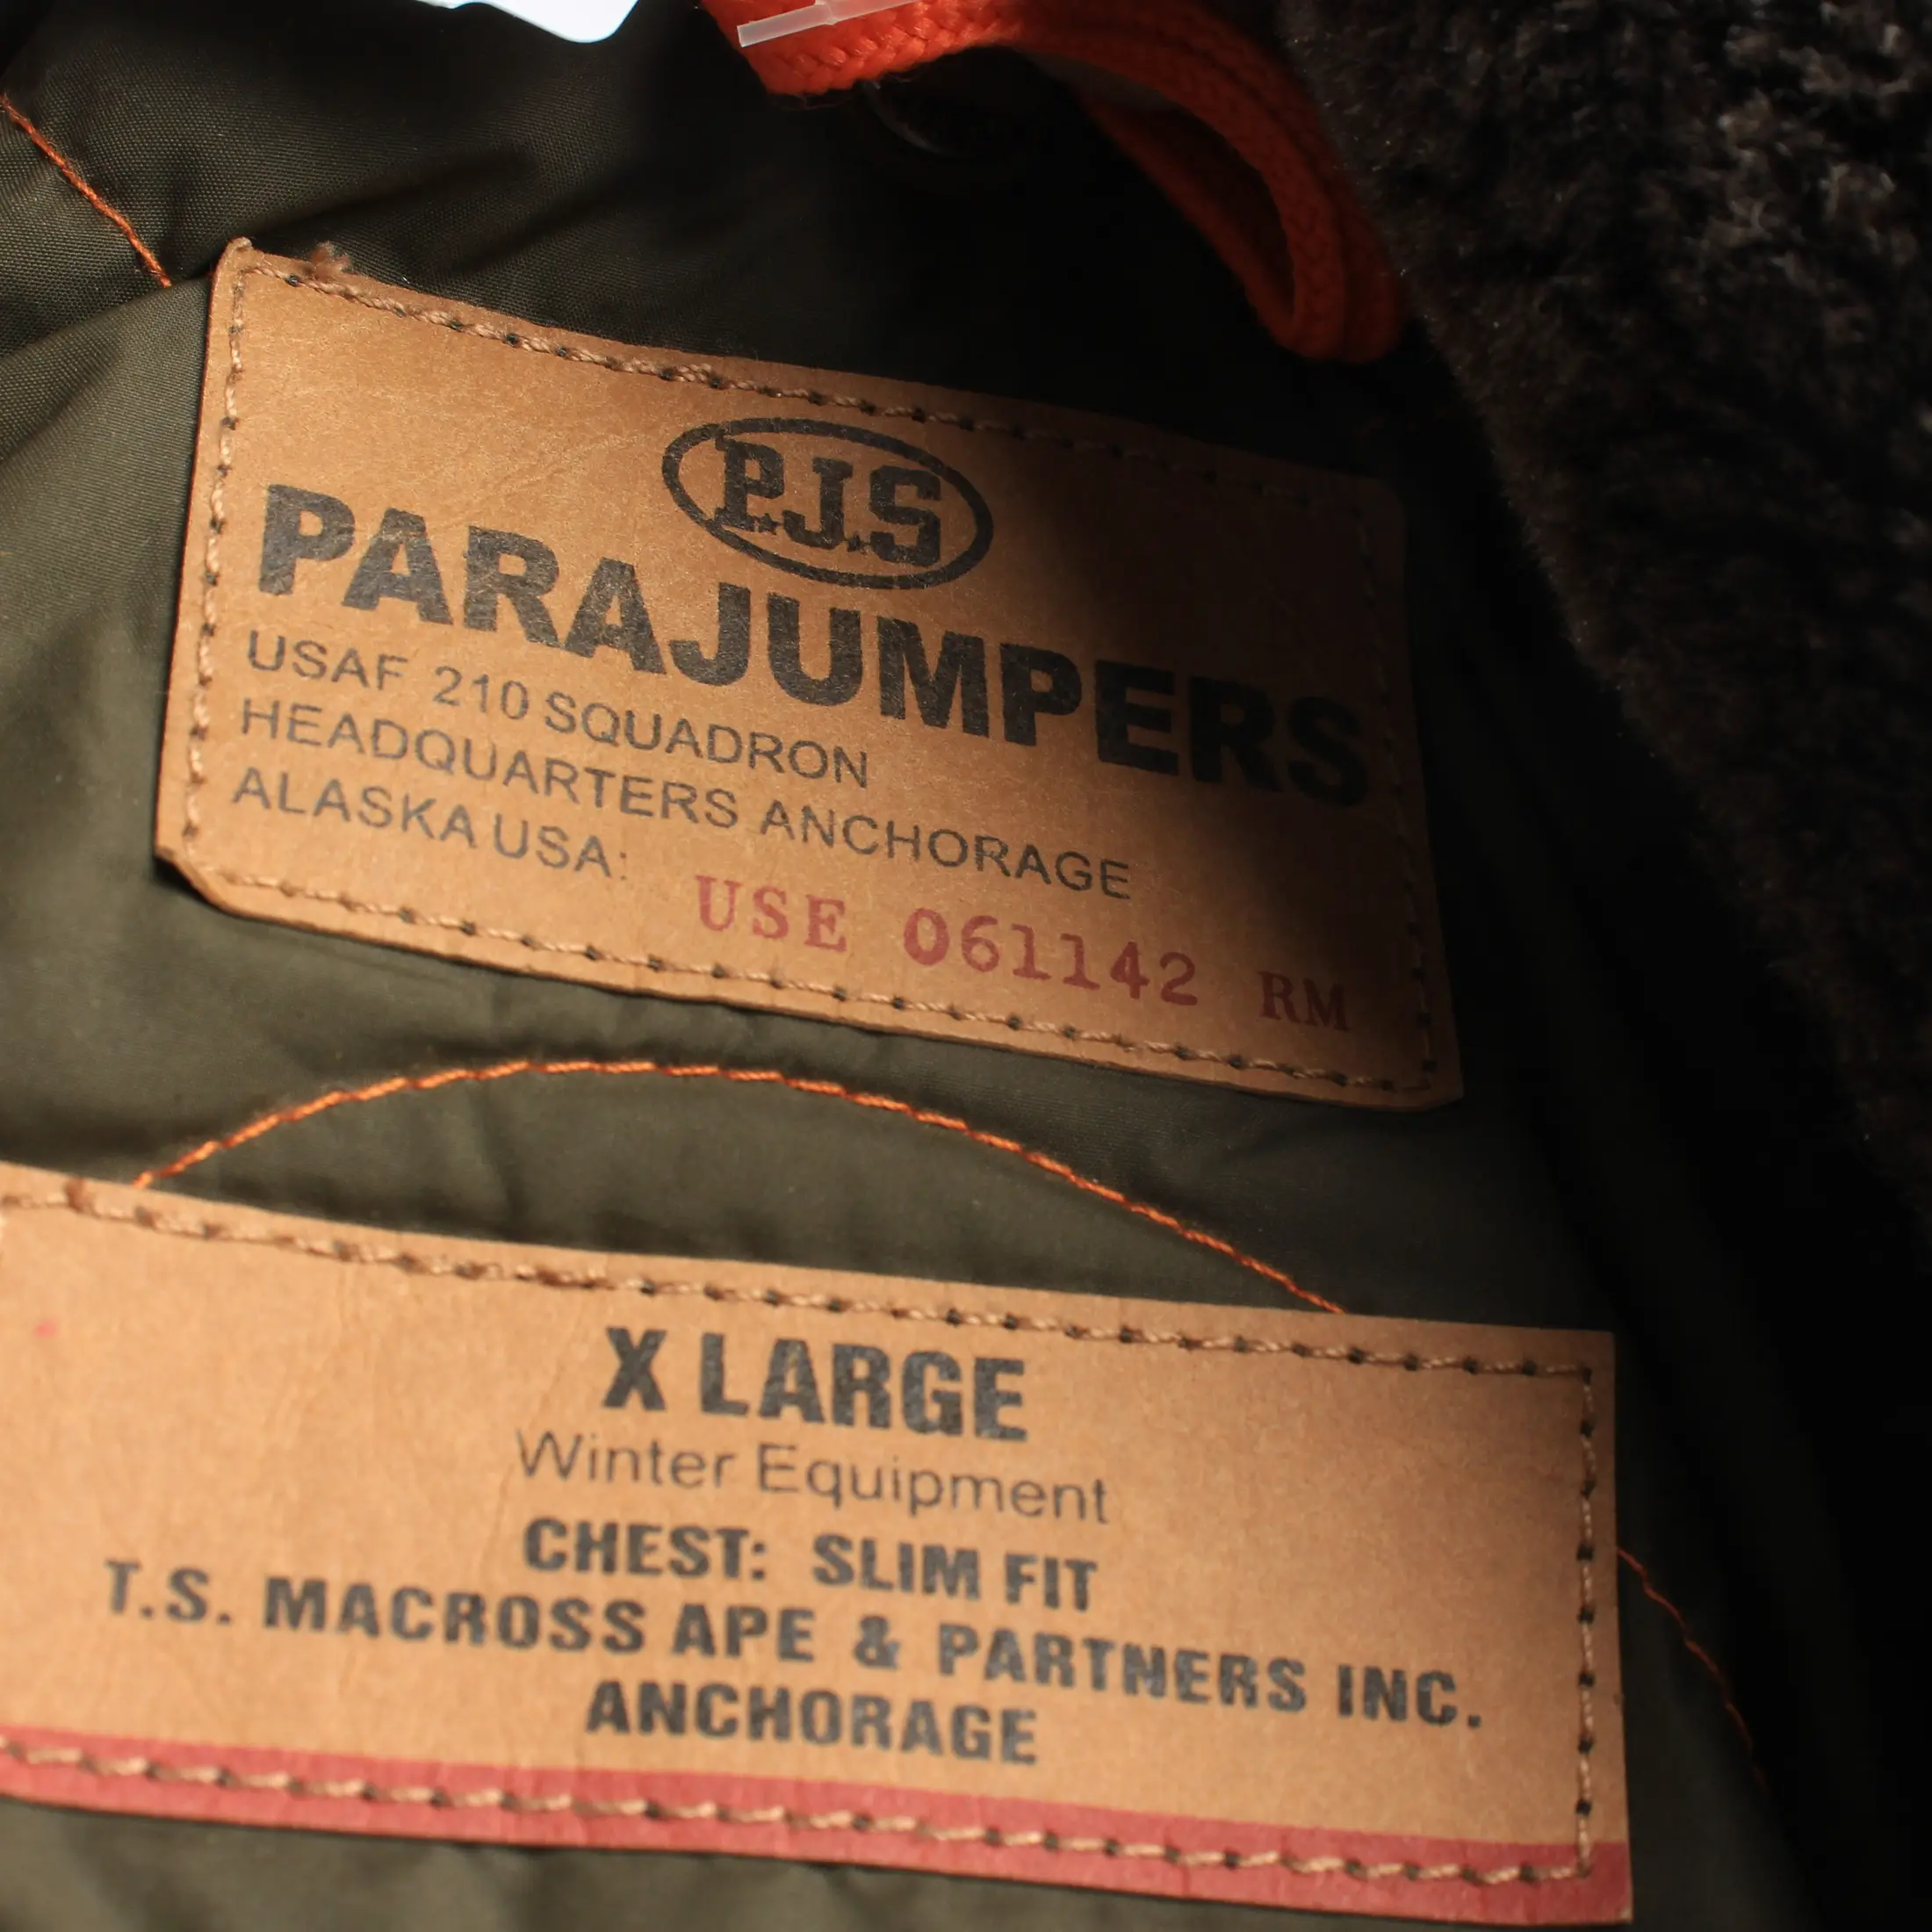 P.J.S
PARAJUMPERS
USAF 210 SQUADRON
HEADQUARTERS ANCHORAGE
ALASKA USA:
USE 061142 RM
X LARGE
Winter Equipment
CHEST: SLIM FIT
T.S. MACROSS APE & PARTNERS INC.
ANCHORAGE